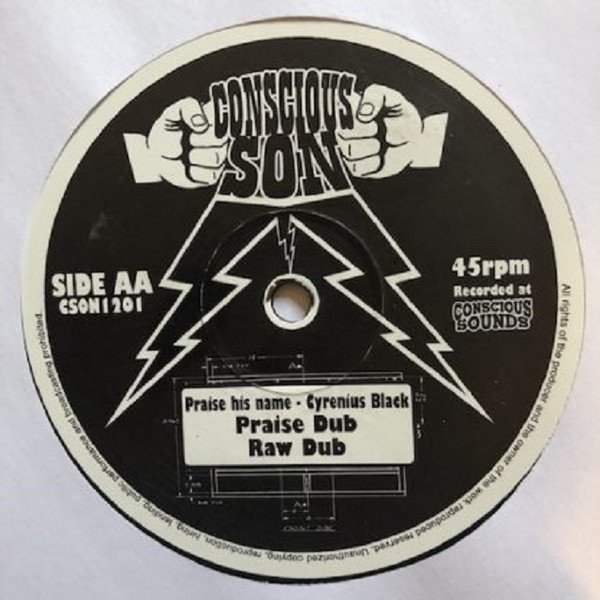 CONSCIOUS
SON
SIDE AA
CSON1201
45rpm
Recorded at
CONSCIOUS
SOUNDS
Praise his name - Cyrenius Black
Praise Dub
Raw Dub
All rights of the producer and the owner of the work reproduced reserved. Unauthorized copying, reproduction, hiring, lending, public performance and broadcasting prohibited.